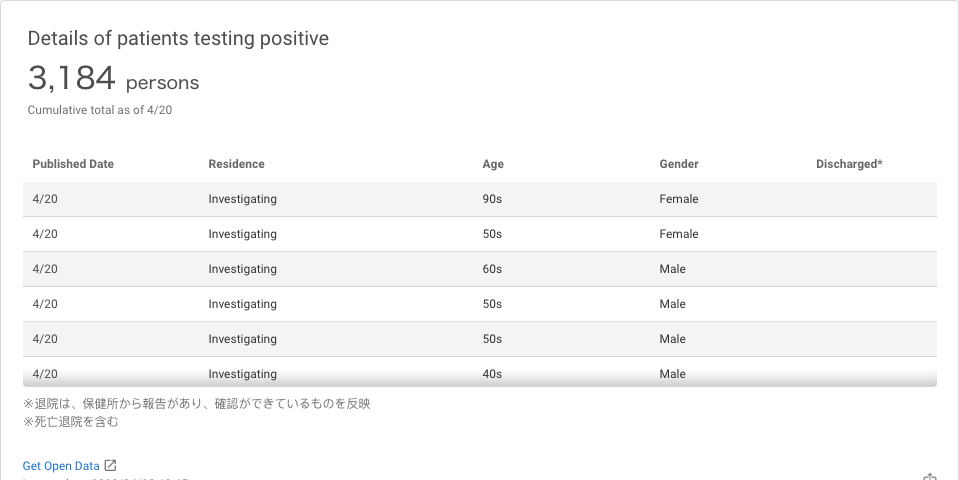 Details of patients testing positive
3,184 persons
Cumulative total as of 4/20
Published Date Residence Age Gender Discharged*
4/20 Investigating 90s Female
4/20 Investigating 50s Female
4/20 Investigating 60s Male
4/20 Investigating 50s Male
4/20 Investigating 50s Male
4/20 Investigating 40s Male
※退院は、保健所から報告があり、確認ができているものを反映
※死亡退院を含む
Get Open Data